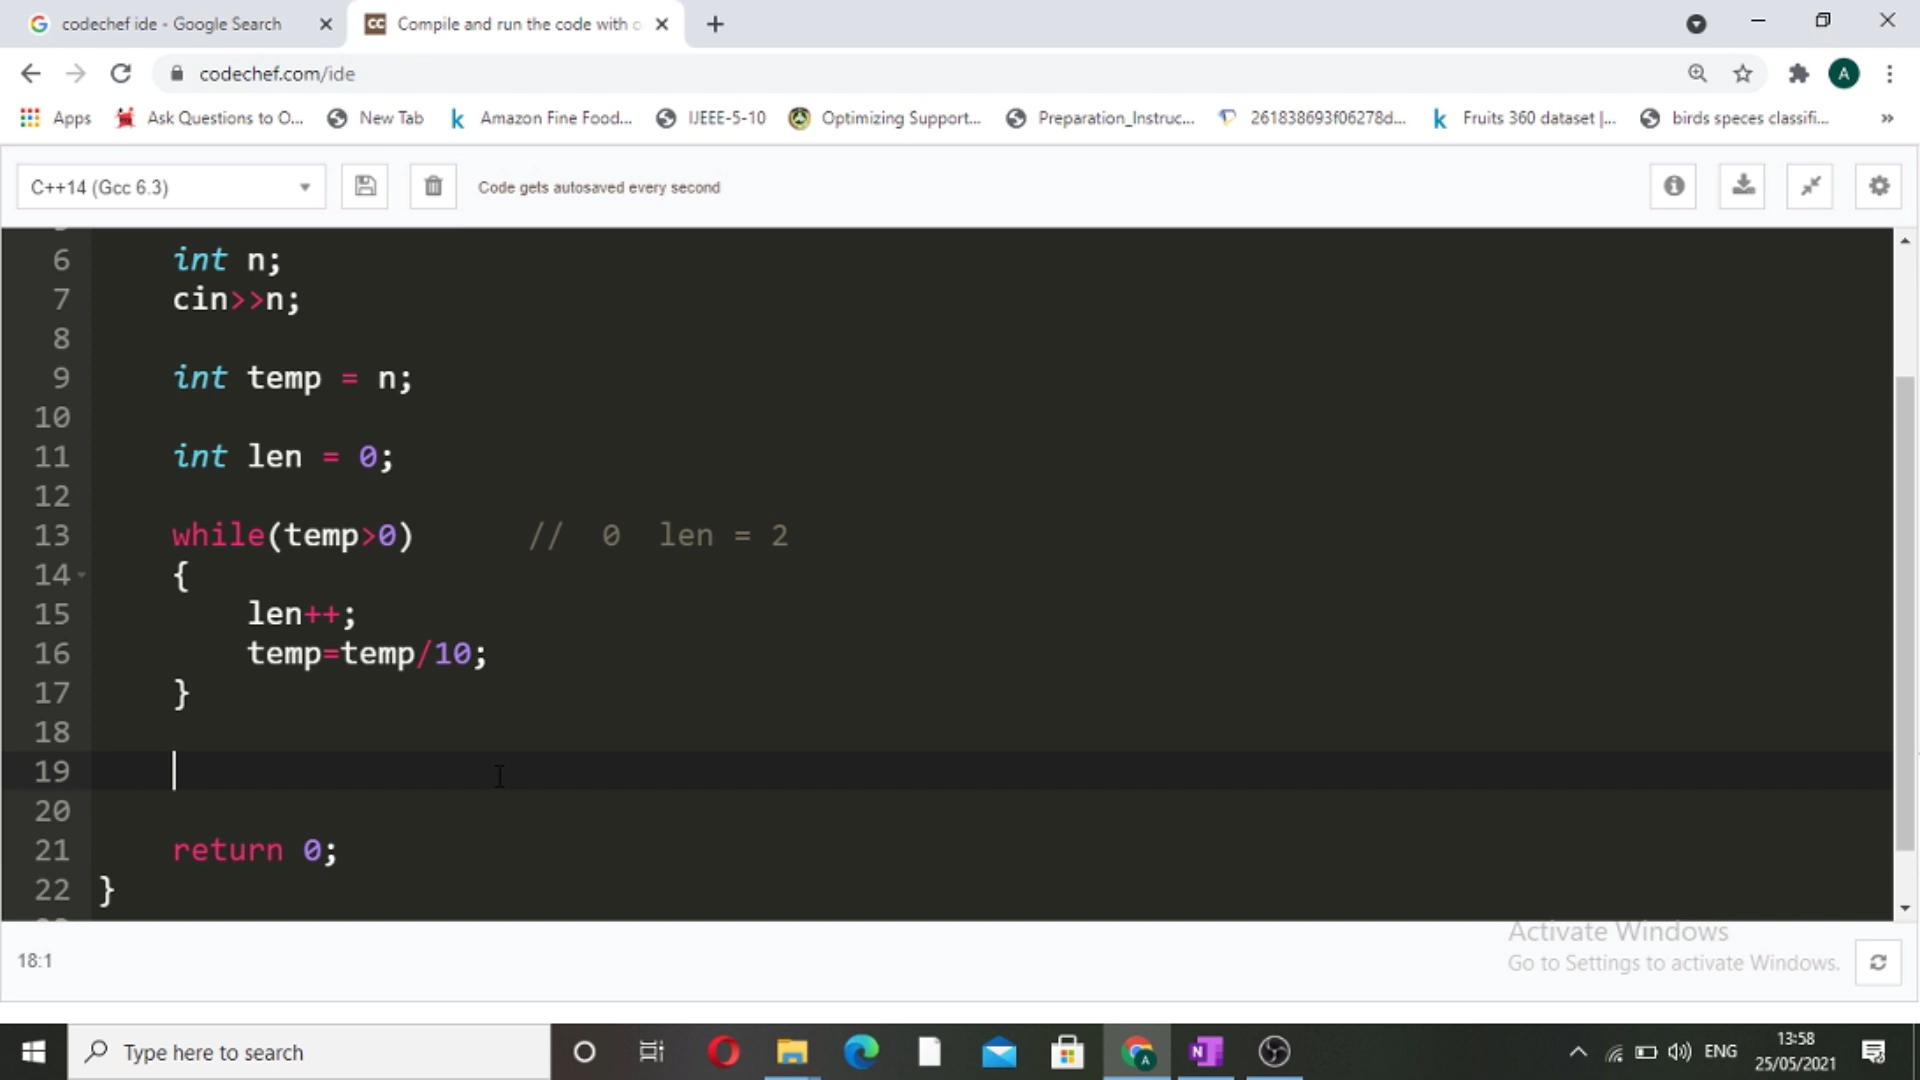 codechef ide - Google Search
Compile and run the code with o
codechef.com/ide
A
Apps
Ask Questions to O...
New Tab
Amazon Fine Food...
IJEEE-5-10
Optimizing Support...
Preparation_Instruc...
261838693f06278d...
Fruits 360 dataset |...
birds speces classifi...
»
C++14 (Gcc 6.3)
Code gets autosaved every second
6 int n;
7 cin>>n;
8
9 int temp = n;
10
11 int len = 0;
12
13 while(temp>0) // 0 len = 2
14 {
15 len++;
16 temp=temp/10;
17 }
18
19
20
21 return 0;
22 }
18:1
Activate Windows
Go to Settings to activate Windows.
Type here to search
ENG
13:58
25/05/2021